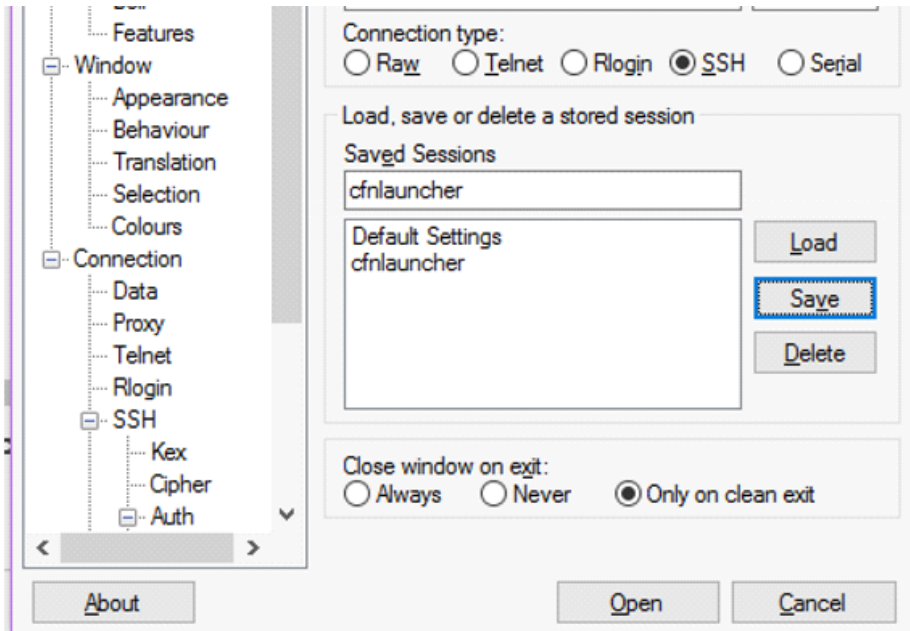 Features
Window
Appearance
Behaviour
Translation
Selection
Colours
Connection
Data
Proxy
Telnet
Rlogin
SSH
Kex
Cipher
Auth
Connection type:
Raw Telnet Rlogin SSH Serial
Load, save or delete a stored session
Saved Sessions
cfnlauncher
Default Settings
cfnlauncher
Load
Save
Delete
Close window on exit:
Always Never Only on clean exit
About Open Cancel